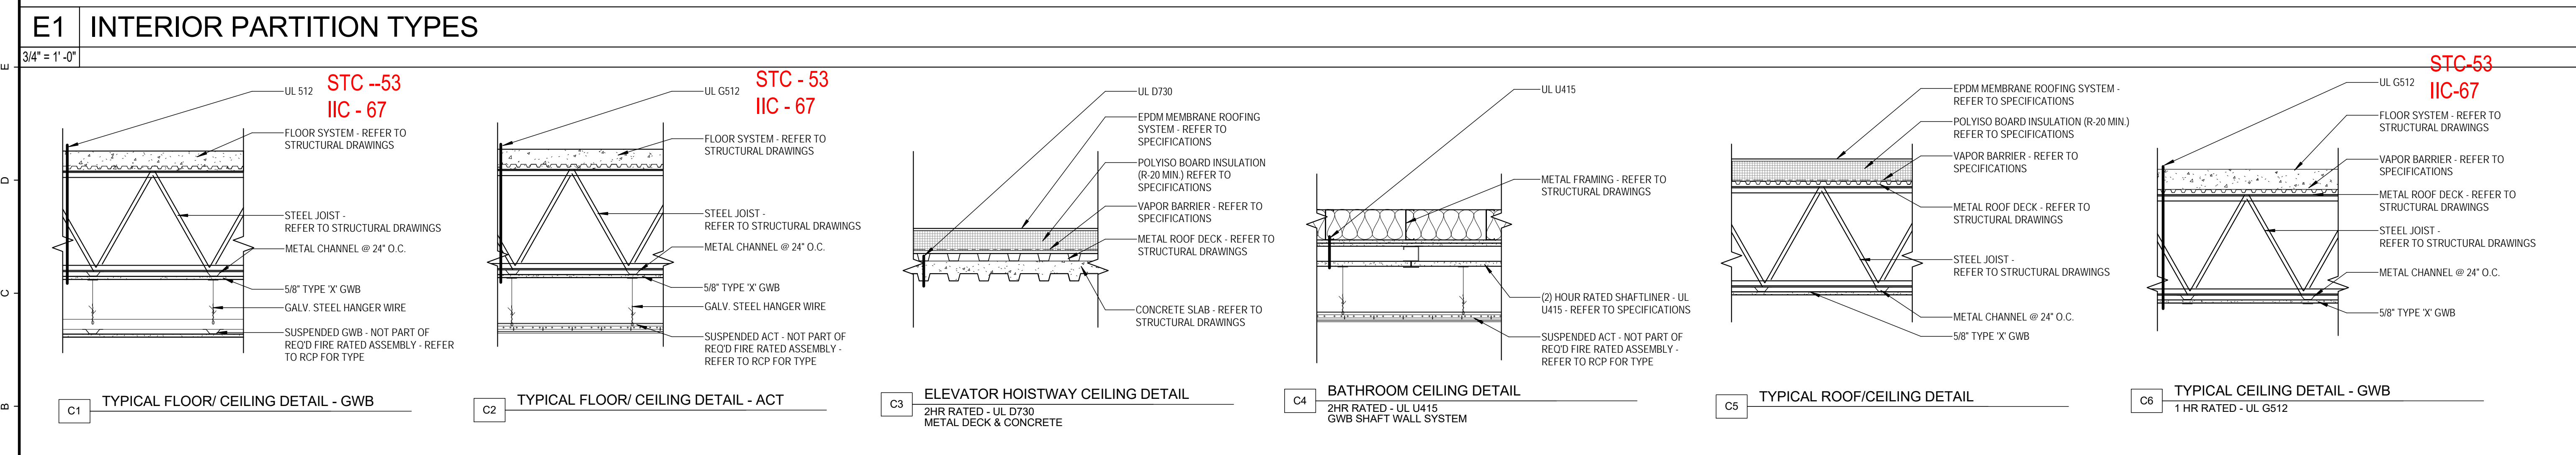 E1 INTERIOR PARTITION TYPES
3/4" = 1' -0"
E
D
C
B
UL 512
STC --53
IIC - 67
FLOOR SYSTEM - REFER TO
STRUCTURAL DRAWINGS
STEEL JOIST -
REFER TO STRUCTURAL DRAWINGS
METAL CHANNEL @ 24" O.C.
5/8" TYPE 'X' GWB
GALV. STEEL HANGER WIRE
SUSPENDED GWB - NOT PART OF
REQ'D FIRE RATED ASSEMBLY - REFER
TO RCP FOR TYPE
C1 TYPICAL FLOOR/ CEILING DETAIL - GWB
UL G512
STC - 53
IIC - 67
FLOOR SYSTEM - REFER TO
STRUCTURAL DRAWINGS
STEEL JOIST -
REFER TO STRUCTURAL DRAWINGS
METAL CHANNEL @ 24" O.C.
5/8" TYPE 'X' GWB
GALV. STEEL HANGER WIRE
SUSPENDED ACT - NOT PART OF
REQ'D FIRE RATED ASSEMBLY -
REFER TO RCP FOR TYPE
C2 TYPICAL FLOOR/ CEILING DETAIL - ACT
UL D730
EPDM MEMBRANE ROOFING
SYSTEM - REFER TO
SPECIFICATIONS
POLYISO BOARD INSULATION
(R-20 MIN.) REFER TO
SPECIFICATIONS
VAPOR BARRIER - REFER TO
SPECIFICATIONS
METAL ROOF DECK - REFER TO
STRUCTURAL DRAWINGS
CONCRETE SLAB - REFER TO
STRUCTURAL DRAWINGS
C3 ELEVATOR HOISTWAY CEILING DETAIL
2HR RATED - UL D730
METAL DECK & CONCRETE
UL U415
METAL FRAMING - REFER TO
STRUCTURAL DRAWINGS
(2) HOUR RATED SHAFTLINER - UL
U415 - REFER TO SPECIFICATIONS
SUSPENDED ACT - NOT PART OF
REQ'D FIRE RATED ASSEMBLY -
REFER TO RCP FOR TYPE
C4 BATHROOM CEILING DETAIL
2HR RATED - UL U415
GWB SHAFT WALL SYSTEM
EPDM MEMBRANE ROOFING SYSTEM -
REFER TO SPECIFICATIONS
POLYISO BOARD INSULATION (R-20 MIN.)
REFER TO SPECIFICATIONS
VAPOR BARRIER - REFER TO
SPECIFICATIONS
METAL ROOF DECK - REFER TO
STRUCTURAL DRAWINGS
STEEL JOIST -
REFER TO STRUCTURAL DRAWINGS
METAL CHANNEL @ 24" O.C.
5/8" TYPE 'X' GWB
C5 TYPICAL ROOF/CEILING DETAIL
STC-53
IIC-67
UL G512
FLOOR SYSTEM - REFER TO
STRUCTURAL DRAWINGS
VAPOR BARRIER - REFER TO
SPECIFICATIONS
METAL ROOF DECK - REFER TO
STRUCTURAL DRAWINGS
STEEL JOIST -
REFER TO STRUCTURAL DRAWINGS
METAL CHANNEL @ 24" O.C.
5/8" TYPE 'X' GWB
C6 TYPICAL CEILING DETAIL - GWB
1 HR RATED - UL G512